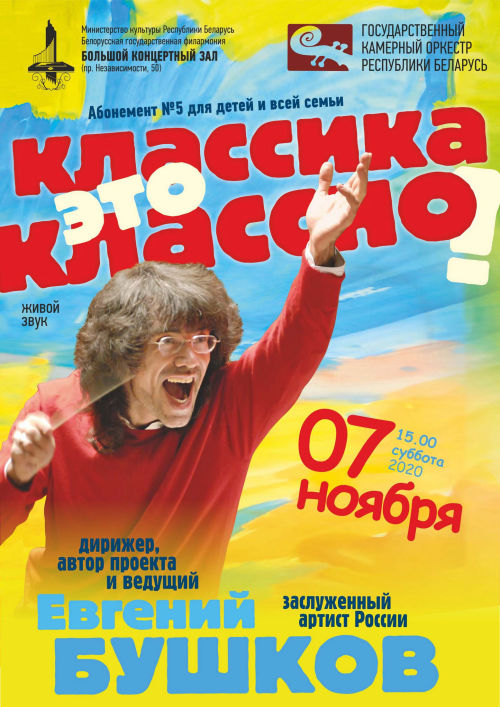 Министерство культуры Республики Беларусь
Белорусская государственная филармония
БОЛЬШОЙ КОНЦЕРТНЫЙ ЗАЛ
(пр. Независимости, 50)
ГОСУДАРСТВЕННЫЙ
КАМЕРНЫЙ ОРКЕСТР
РЕСПУБЛИКИ БЕЛАРУСЬ
Абонемент №5 для детей и всей семьи
КЛАССИКА
ЭТО
КЛАССНО!
ЖИВОЙ
ЗВУК
07
15.00
суббота
2020
НОЯБРЯ
дирижер,
автор проекта
и ведущий
заслуженный
артист России
Евгений
БУШКОВ